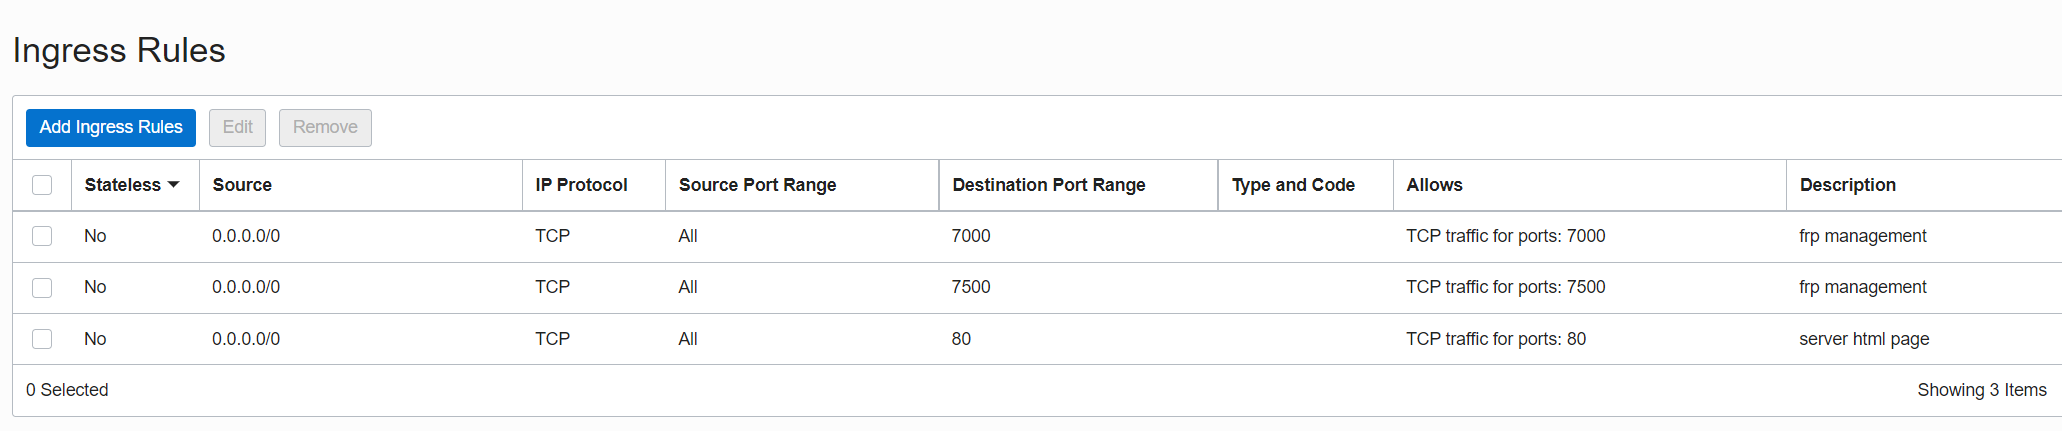 Ingress Rules
Add Ingress Rules Edit Remove
Stateless Source IP Protocol Source Port Range Destination Port Range Type and Code Allows Description
No 0.0.0.0/0 TCP All 7000 TCP traffic for ports: 7000 frp management
No 0.0.0.0/0 TCP All 7500 TCP traffic for ports: 7500 frp management
No 0.0.0.0/0 TCP All 80 TCP traffic for ports: 80 server html page
0 Selected Showing 3 Items